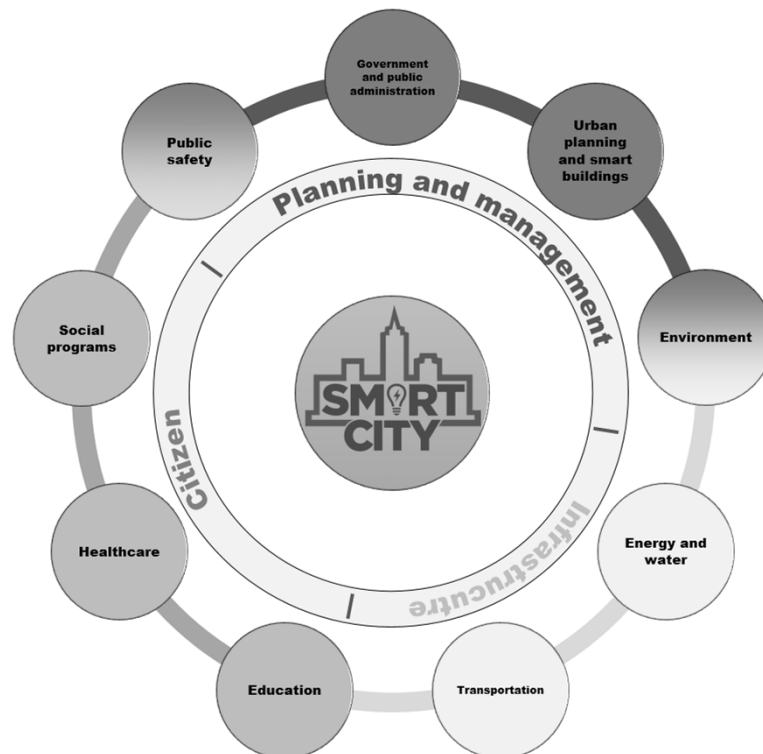 Government
and public
administration
Urban
planning
and smart
buildings
Environment
Energy and
water
Transportation
Education
Healthcare
Social
programs
Public
safety
Planning and management
Infrastrucutre
Citizen
SMART
CITY